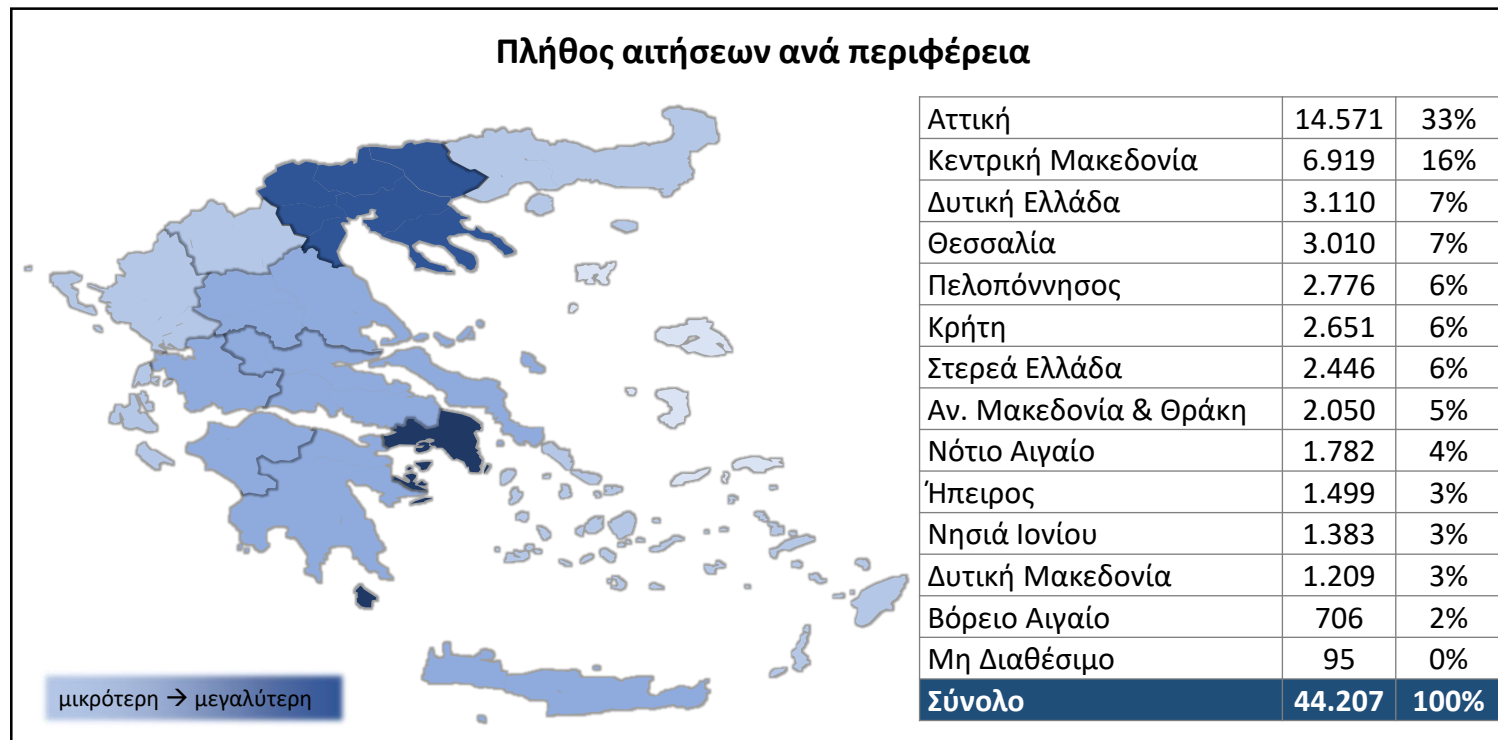 Πλήθος αιτήσεων ανά περιφέρεια
Αττική 14.571 33%
Κεντρική Μακεδονία 6.919 16%
Δυτική Ελλάδα 3.110 7%
Θεσσαλία 3.010 7%
Πελοπόννησος 2.776 6%
Κρήτη 2.651 6%
Στερεά Ελλάδα 2.446 6%
Αν. Μακεδονία & Θράκη 2.050 5%
Νότιο Αιγαίο 1.782 4%
Ήπειρος 1.499 3%
Νησιά Ιονίου 1.383 3%
Δυτική Μακεδονία 1.209 3%
Βόρειο Αιγαίο 706 2%
Μη Διαθέσιμο 95 0%
Σύνολο 44.207 100%
μικρότερη → μεγαλύτερη